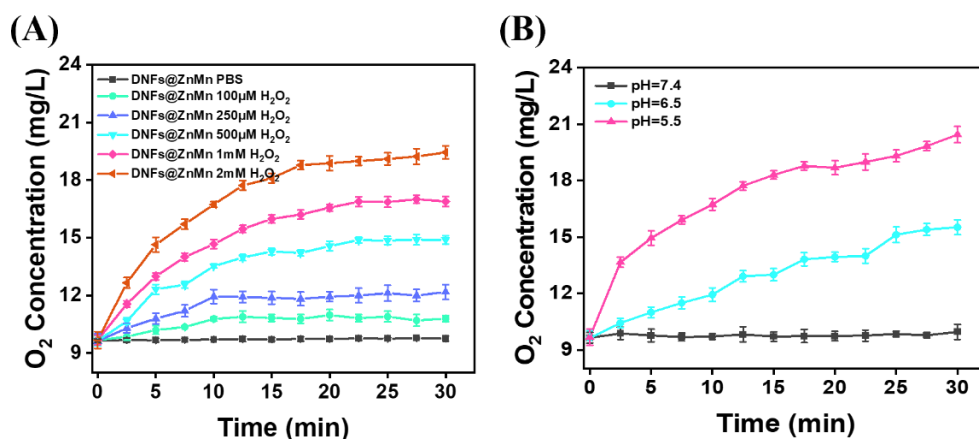 (A)
O₂ Concentration (mg/L)
24
21
18
15
12
9
DNFs@ZnMn PBS
DNFs@ZnMn 100μM H₂O₂
DNFs@ZnMn 250μM H₂O₂
DNFs@ZnMn 500μM H₂O₂
DNFs@ZnMn 1mM H₂O₂
DNFs@ZnMn 2mM H₂O₂
0 5 10 15 20 25 30
Time (min)
(B)
O₂ Concentration (mg/L)
24
21
18
15
12
9
pH=7.4
pH=6.5
pH=5.5
0 5 10 15 20 25 30
Time (min)